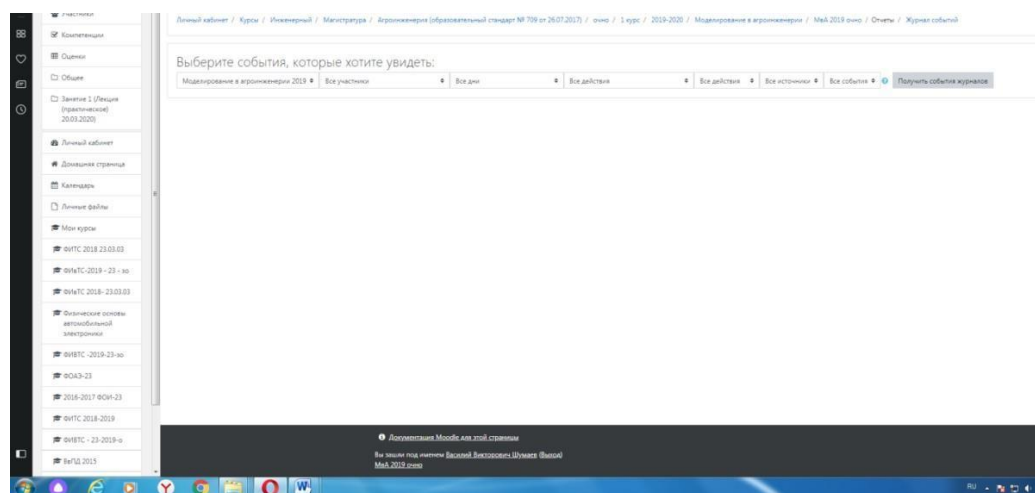 Участники
Компетенции
Оценки
Общее
Занятие 1 (Лекция
(практическое)
20.03.2020)
Личный кабинет
Домашняя страница
Календарь
Личные файлы
Мои курсы
ФИТС 2018 23.03.03
ФИвТС-2019 - 23 - зо
ФИвТС 2018- 23.03.03
Физические основы
автомобильной
электроники
ФИВТС -2019-23-зо
ФОАЭ-23
2016-2017 ФОИ-23
ФИТС 2018-2019
ФИВТС - 23-2019-о
ВеПД 2015
Личный кабинет / Курсы / Инженерный / Магистратура / Агроинженерия (образовательный стандарт № 709 от 26.07.2017) / очно / 1 курс / 2019-2020 / Моделирование в агроинженерии / МвА 2019 очно / Отчеты / Журнал событий
Выберите события, которые хотите увидеть:
Моделирование в агроинженерии 2019 Все участники Все дни Все действия Все действия Все источники Все события Получить события журналов
Документация Moodle для этой страницы
Вы зашли под именем Василий Викторович Шумаев (Выход)
МвА 2019 очно
RU